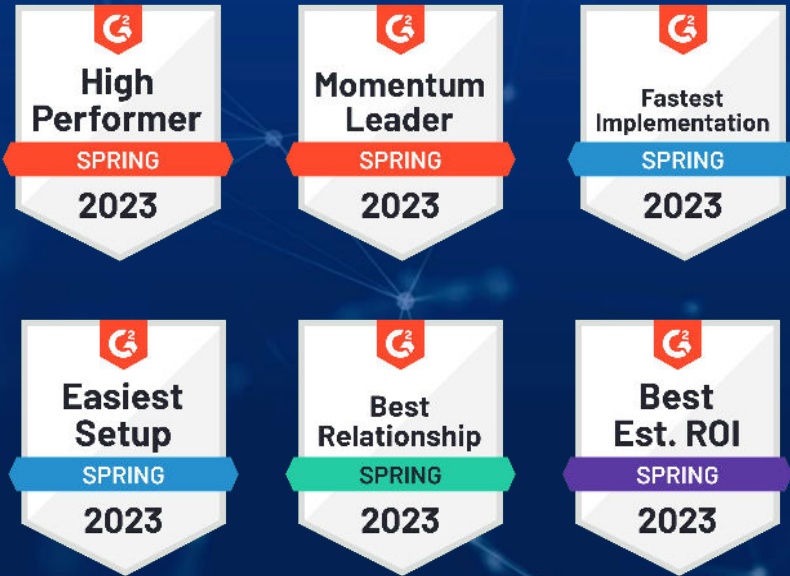 G2
High
Performer
SPRING
2023
G2
Momentum
Leader
SPRING
2023
G2
Fastest
Implementation
SPRING
2023
G2
Easiest
Setup
SPRING
2023
G2
Best
Relationship
SPRING
2023
G2
Best
Est. ROI
SPRING
2023